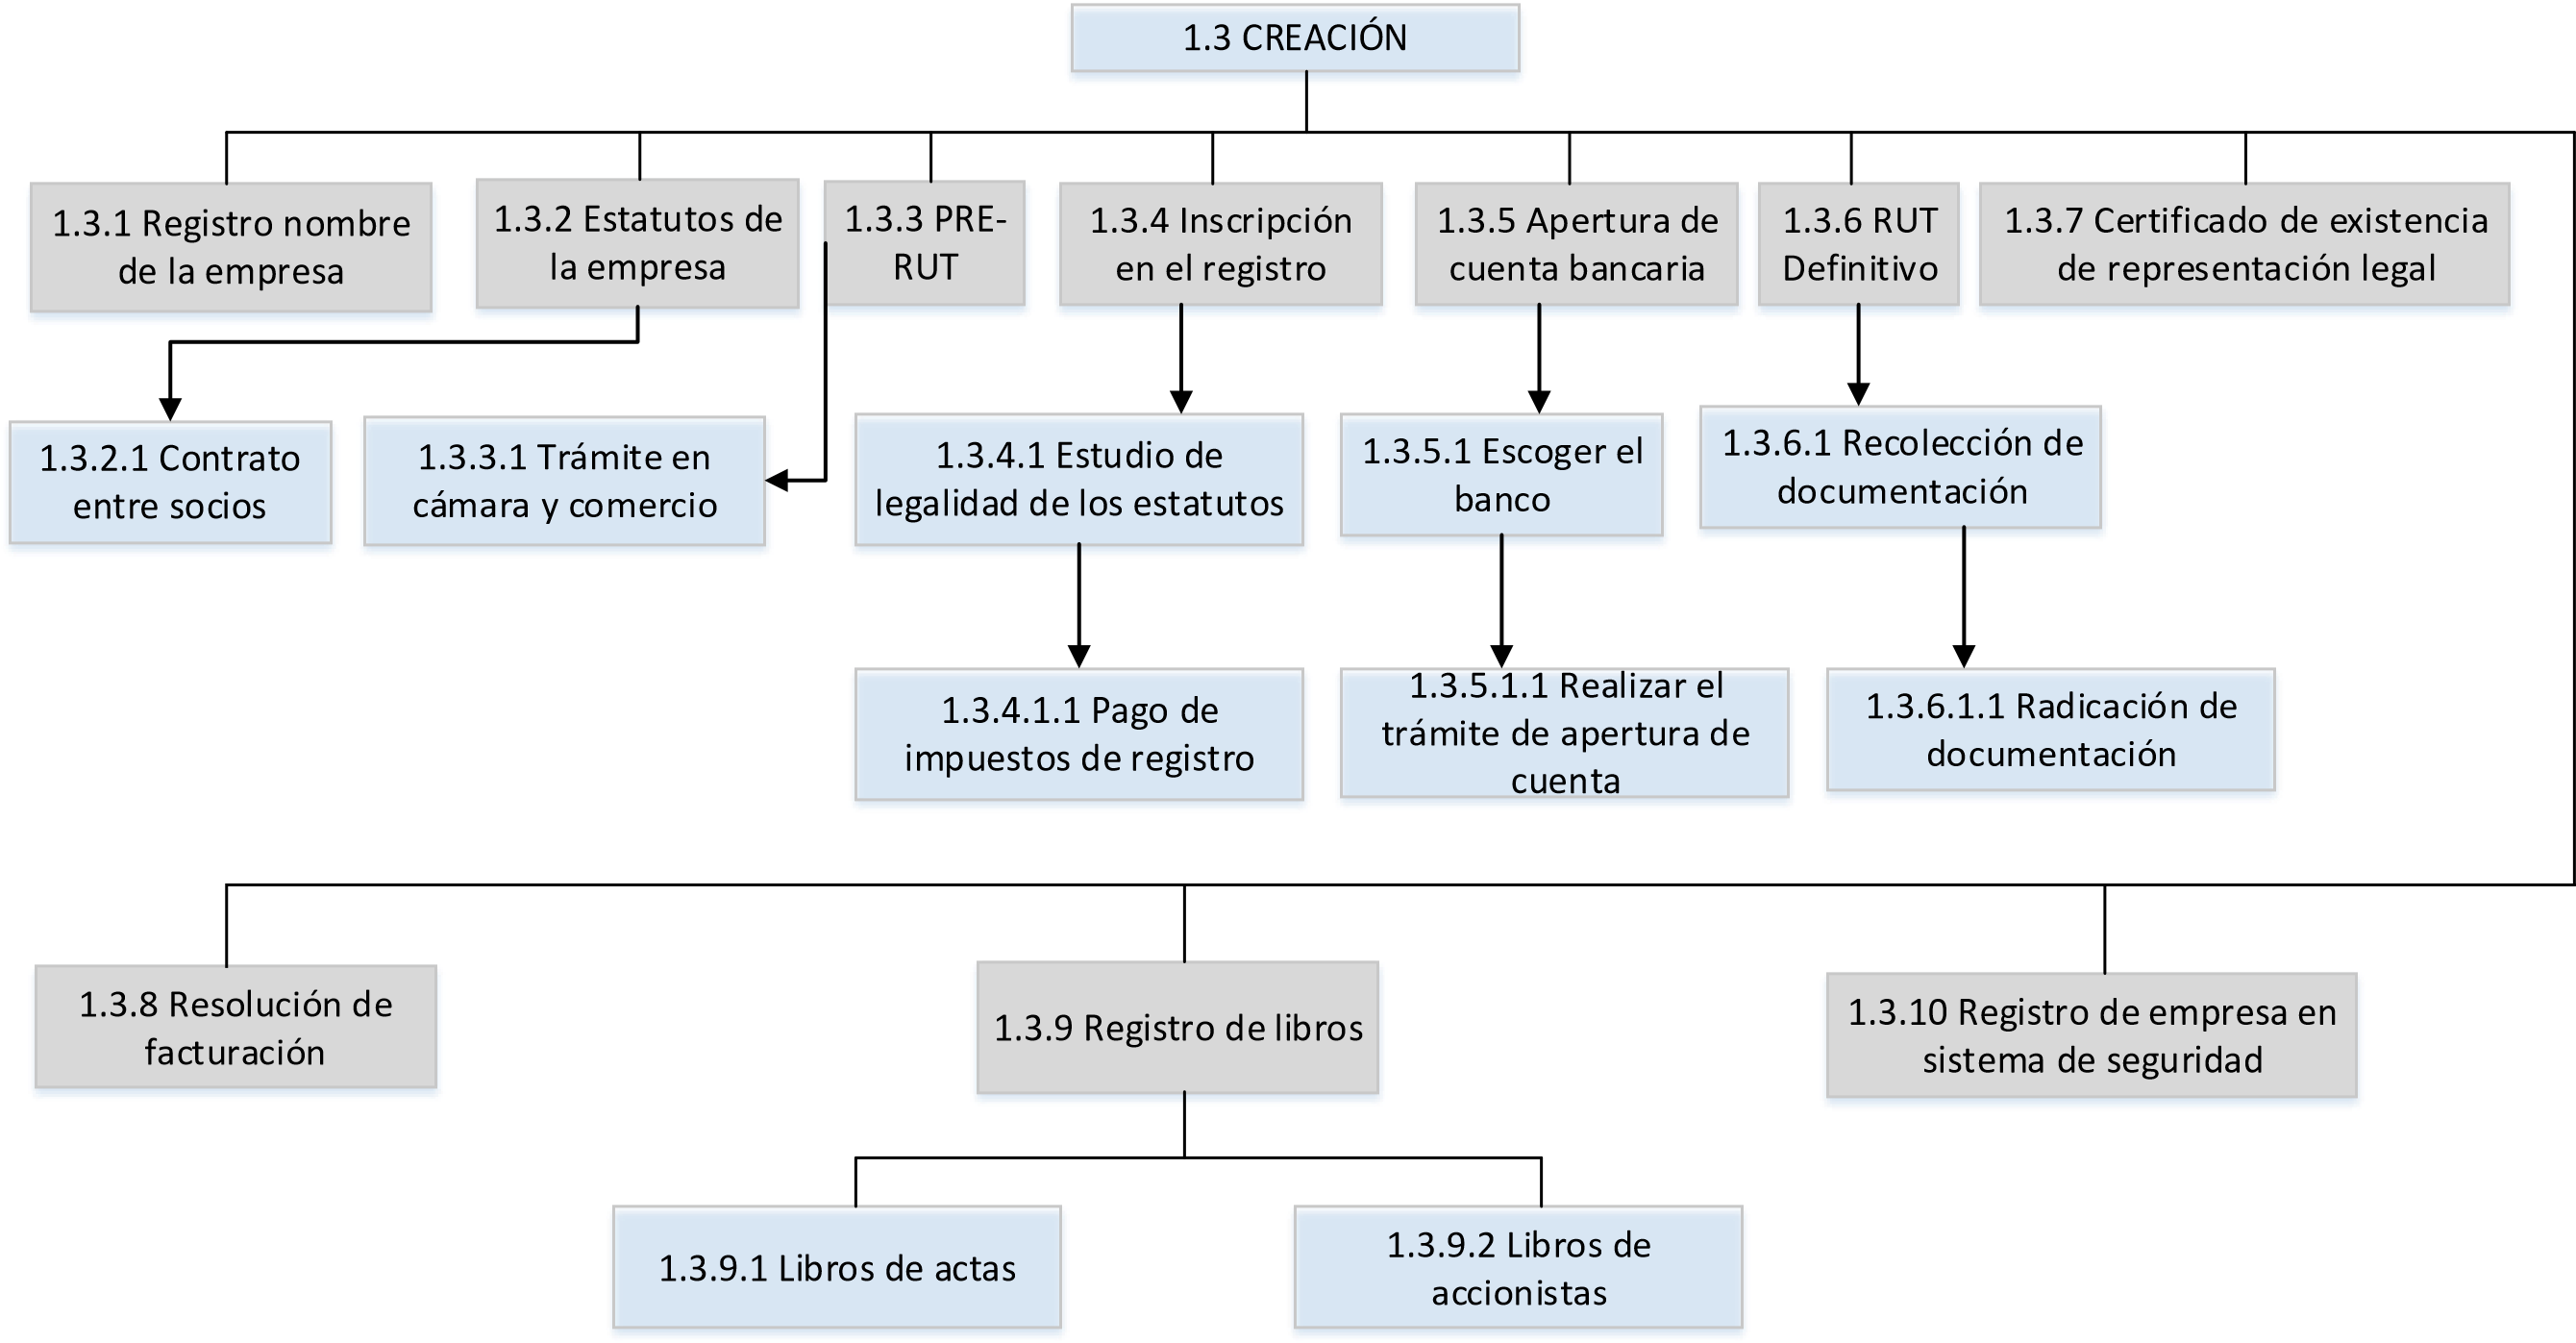 1.3 CREACIÓN
1.3.1 Registro nombre
de la empresa
1.3.2 Estatutos de
la empresa
1.3.3 PRE-
RUT
1.3.4 Inscripción
en el registro
1.3.5 Apertura de
cuenta bancaria
1.3.6 RUT
Definitivo
1.3.7 Certificado de existencia
de representación legal
1.3.2.1 Contrato
entre socios
1.3.3.1 Trámite en
cámara y comercio
1.3.4.1 Estudio de
legalidad de los estatutos
1.3.5.1 Escoger el
banco
1.3.6.1 Recolección de
documentación
1.3.4.1.1 Pago de
impuestos de registro
1.3.5.1.1 Realizar el
trámite de apertura de
cuenta
1.3.6.1.1 Radicación de
documentación
1.3.8 Resolución de
facturación
1.3.9 Registro de libros
1.3.10 Registro de empresa en
sistema de seguridad
1.3.9.1 Libros de actas
1.3.9.2 Libros de
accionistas